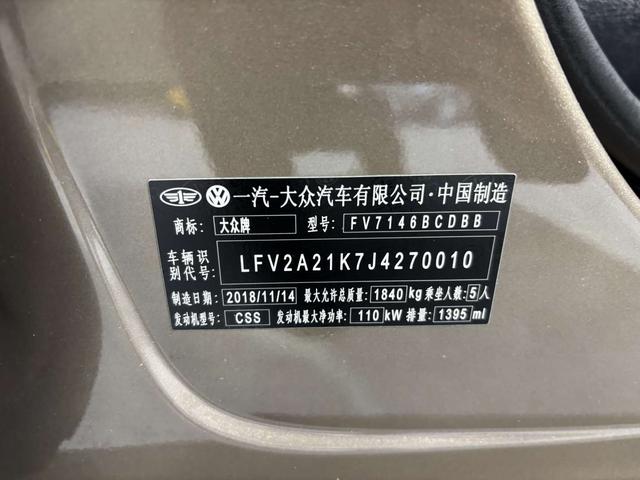 一汽-大众汽车有限公司·中国制造
商标: 大众牌 型号: FV7146BCDBB
车辆识别代号: LFV2A21K7J4270010
制造日期: 2018/11/14 最大允许总质量: 1840 kg 乘坐人数: 5 人
发动机型号: CSS 发动机最大净功率: 110 kW 排量: 1395 ml